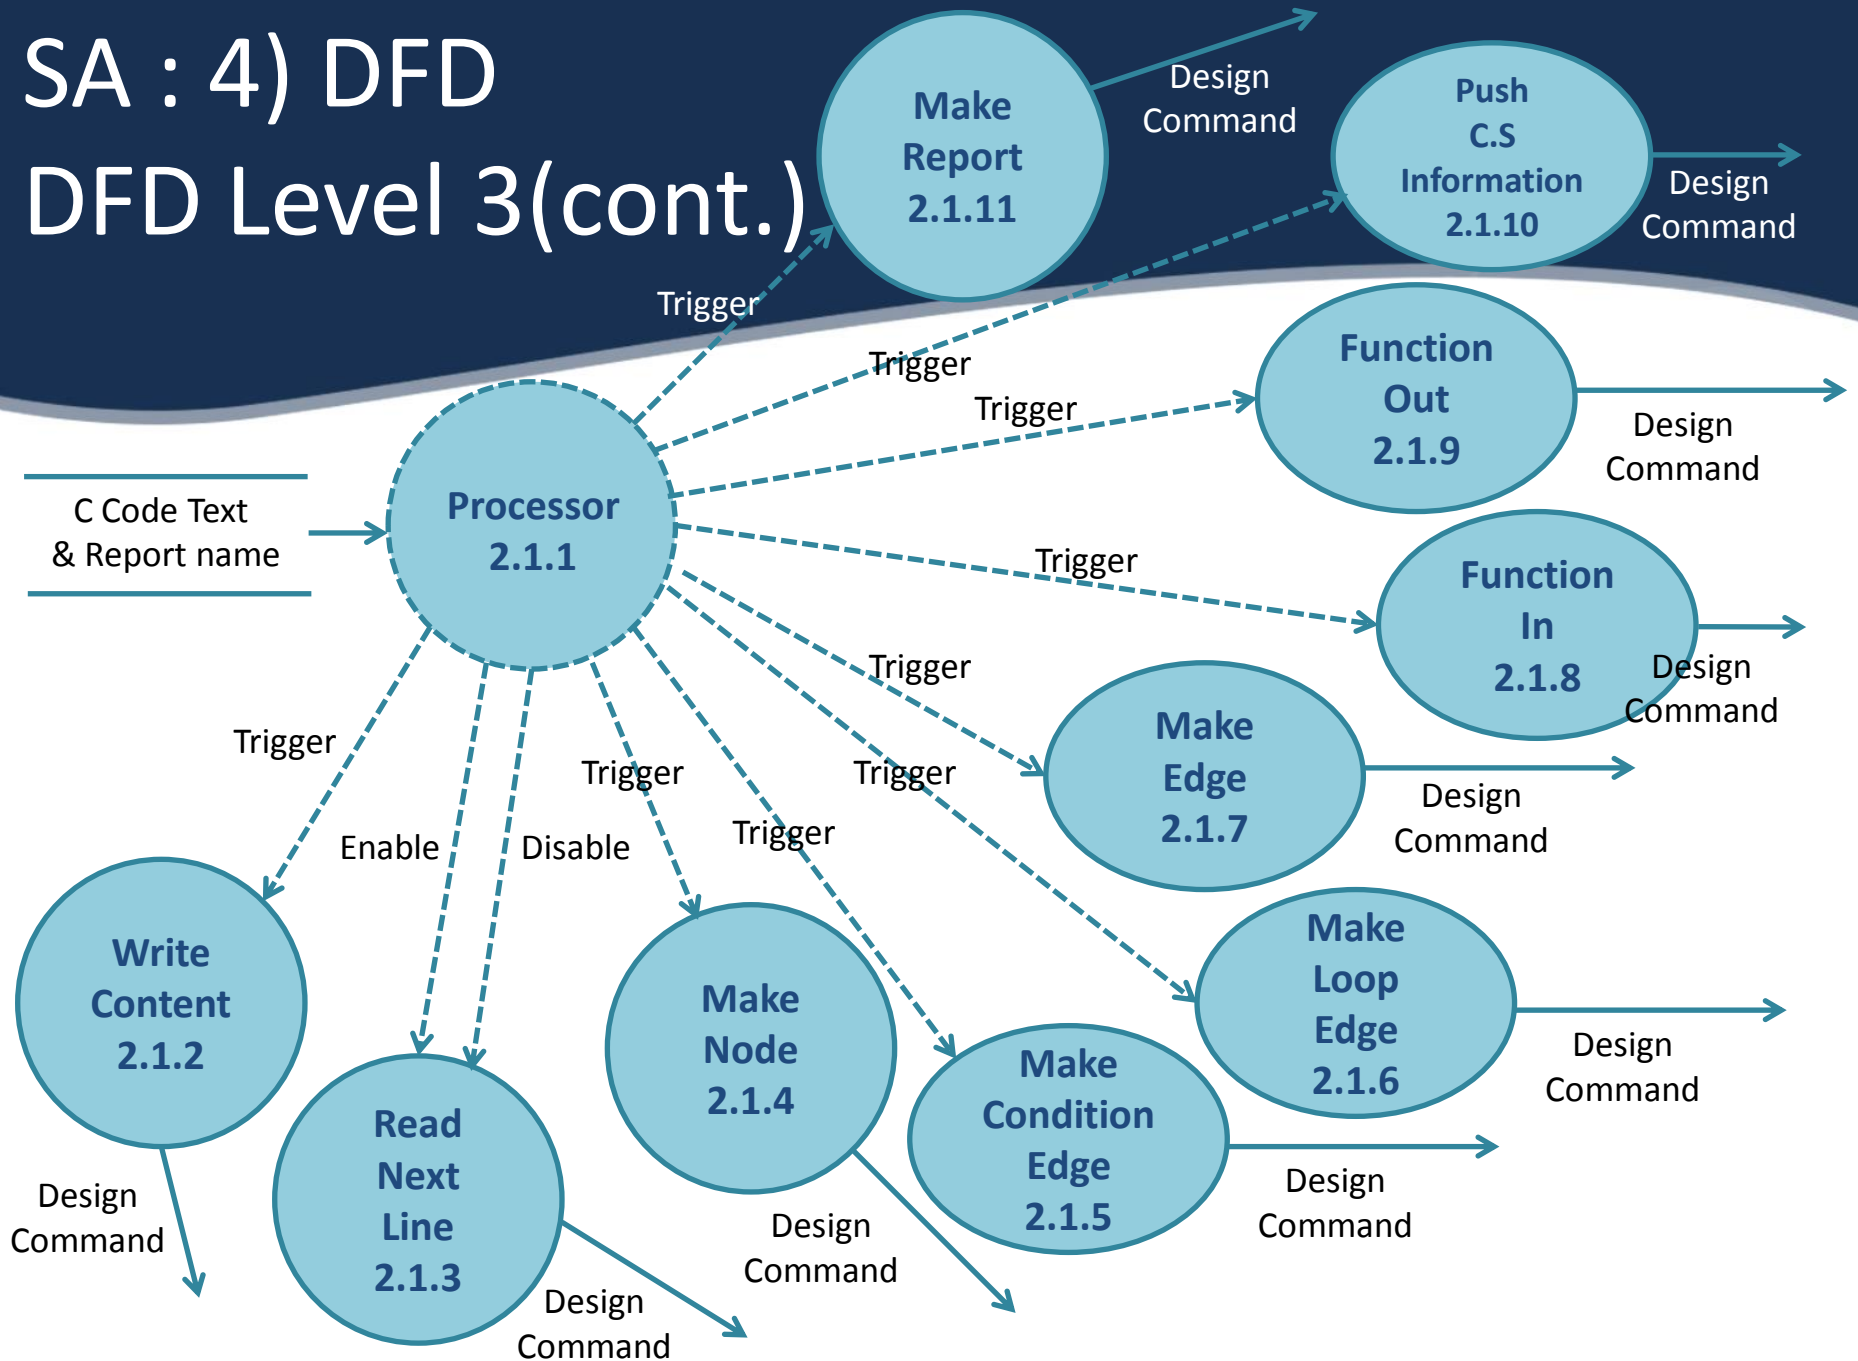 SA : 4) DFD
DFD Level 3(cont.)
Make
Report
2.1.11
Design
Command
Push
C.S
Information
2.1.10
Design
Command
Trigger
Trigger
Trigger
Function
Out
2.1.9
Design
Command
C Code Text
& Report name
Processor
2.1.1
Trigger
Function
In
2.1.8
Design
Command
Trigger
Make
Edge
2.1.7
Design
Command
Trigger
Enable
Disable
Trigger
Trigger
Trigger
Write
Content
2.1.2
Design
Command
Read
Next
Line
2.1.3
Design
Command
Make
Node
2.1.4
Design
Command
Make
Condition
Edge
2.1.5
Design
Command
Make
Loop
Edge
2.1.6
Design
Command